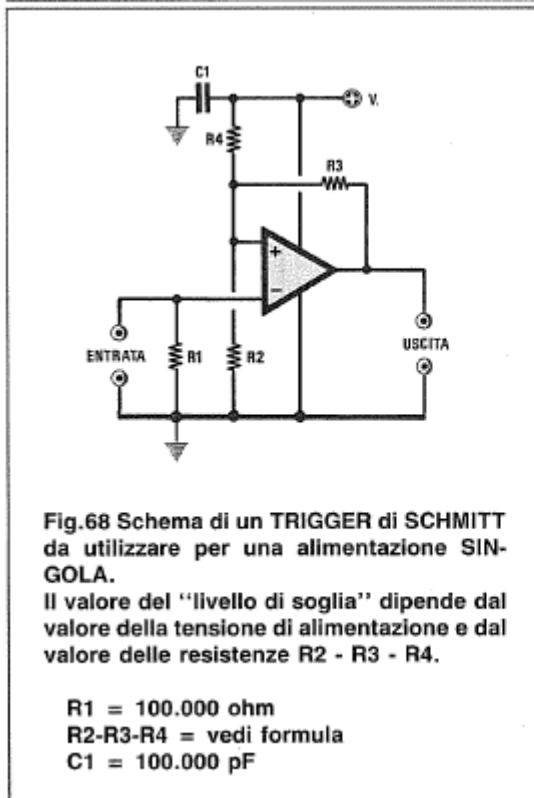 C1
V.
R4
R3
+
−
ENTRATA
R1
R2
USCITA
Fig.68 Schema di un TRIGGER di SCHMITT
da utilizzare per una alimentazione SIN-
GOLA.
Il valore del "livello di soglia" dipende dal
valore della tensione di alimentazione e dal
valore delle resistenze R2 - R3 - R4.
R1 = 100.000 ohm
R2-R3-R4 = vedi formula
C1 = 100.000 pF